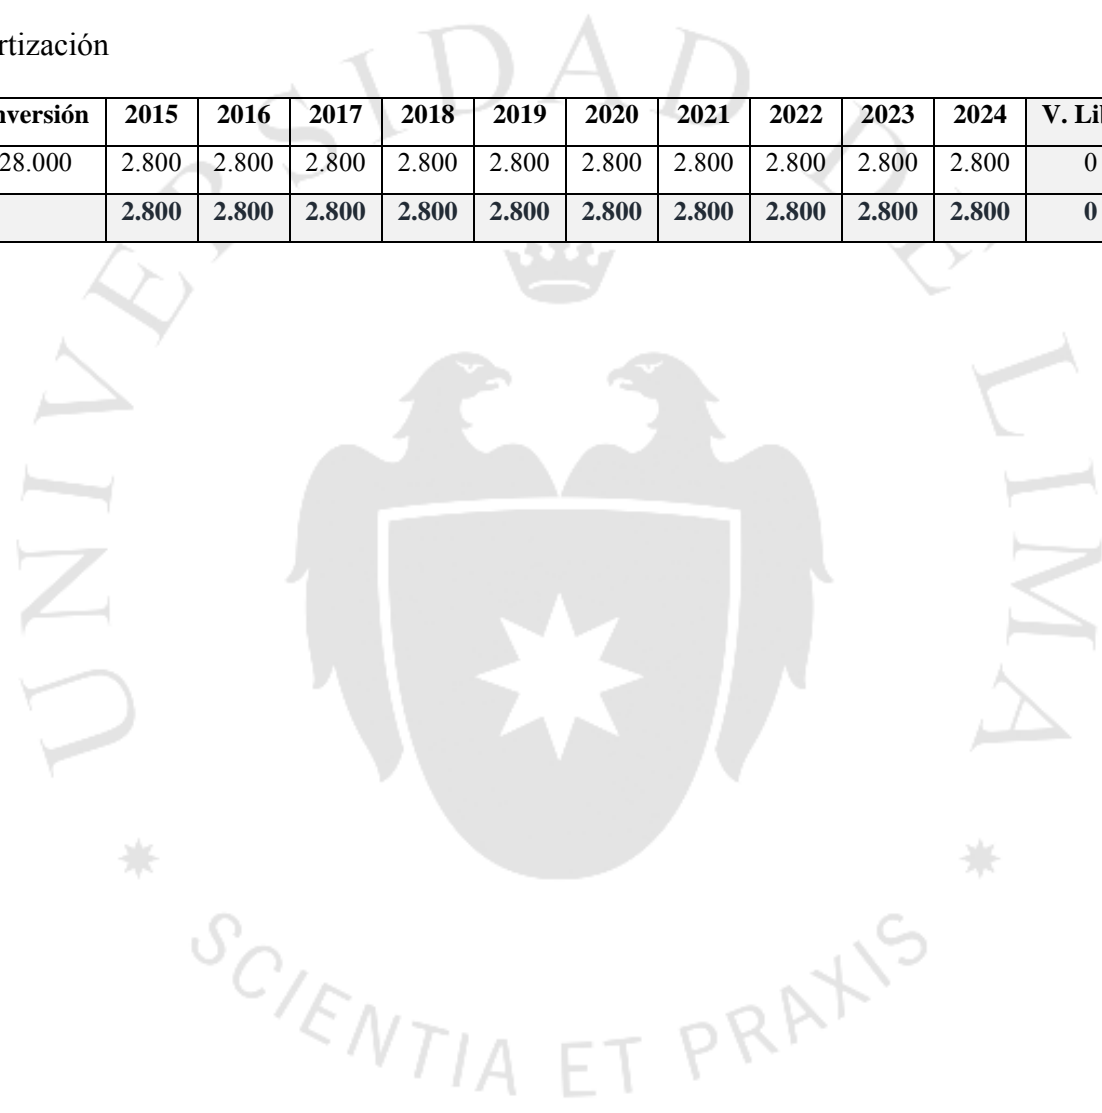 rtización
nversión 2015 2016 2017 2018 2019 2020 2021 2022 2023 2024 V. Li
28.000 2.800 2.800 2.800 2.800 2.800 2.800 2.800 2.800 2.800 2.800 0
2.800 2.800 2.800 2.800 2.800 2.800 2.800 2.800 2.800 2.800 0
UNIVERSIDAD DE LIMA
SCIENTIA ET PRAXIS